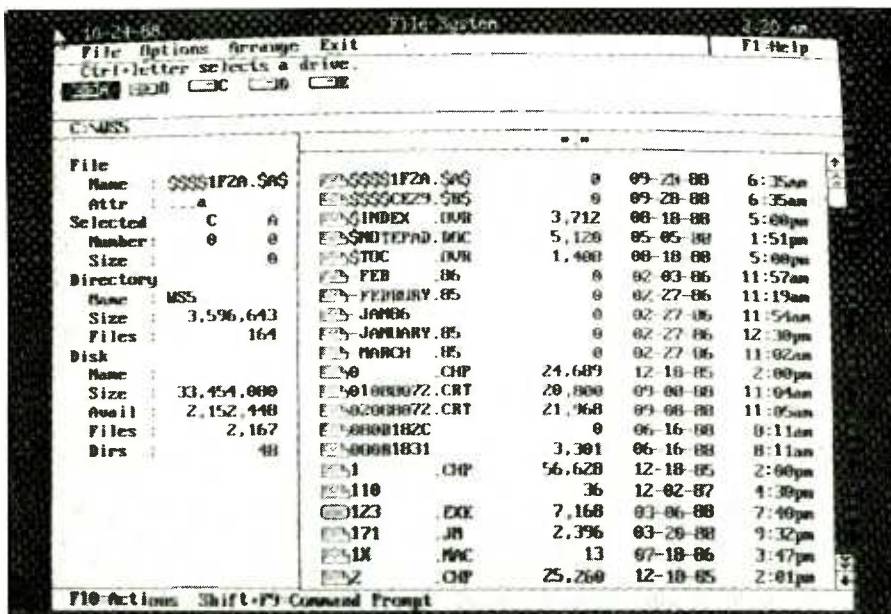 10-24-88 File System 3:20 am
File Options Arrange Exit F1=Help
Ctrl+letter selects a drive.
A B C D E
C:\WS5
*.*
File
Name : $$$$1F2A.$A$
Attr : ...a
Selected C A
Number: 0 0
Size : 0
Directory
Name : WS5
Size : 3,596,643
Files : 164
Disk
Name :
Size : 33,454,080
Avail : 2,152,448
Files : 2,167
Dirs : 48
$$$$1F2A.$A$ 0 09-28-88 6:35am
$$$$CE29.$B$ 0 09-28-88 6:35am
$INDEX .OVR 3,712 08-18-88 5:00pm
$NOTEPAD.DOC 5,120 05-05-88 1:51pm
$TOC .OVR 1,408 08-18-88 5:00pm
FEB .86 0 02-03-86 11:57am
FEBRURY.85 0 02-27-86 11:19am
JAN86 0 02-27-86 11:54am
JANUARY.85 0 02-27-86 12:30pm
MARCH .85 0 02-27-86 11:02am
0 .CHP 24,689 12-18-85 2:00pm
01088072.CRT 20,800 09-08-88 11:04am
02088072.CRT 21,968 09-08-88 11:05am
0 06-16-88 8:11am
00081831 3,301 06-16-88 8:11am
1 .CHP 56,628 12-18-85 2:00pm
110 36 12-02-87 4:30pm
123 .EXE 7,168 03-06-88 7:40pm
171 .JM 2,396 03-20-88 9:32pm
1X .MAC 13 07-18-86 3:47pm
2 .CHP 25,260 12-18-85 2:01pm
F10=Actions Shift+F9=Command Prompt